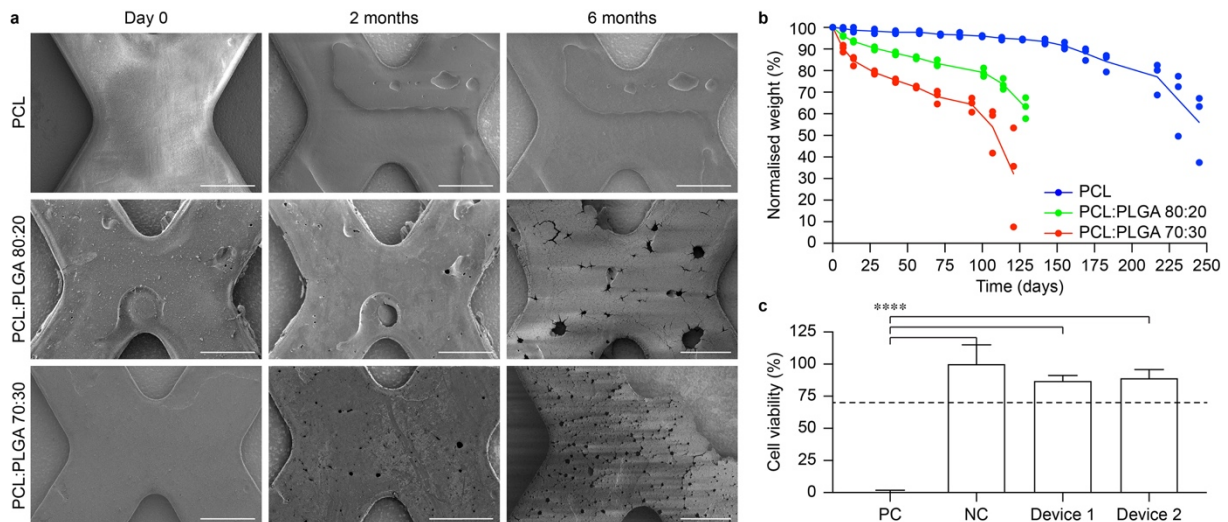 a
Day 0
2 months
6 months
PCL
PCL:PLGA 80:20
PCL:PLGA 70:30
b
Normalised weight (%)
100
90
80
70
60
50
40
30
20
100
0
PCL
PCL:PLGA 80:20
PCL:PLGA 70:30
0
25
50
75
100
125
150
175
200
225
250
Time (days)
c
****
Cell viability (%)
125
100
75
50
25
0
PC
NC
Device 1
Device 2